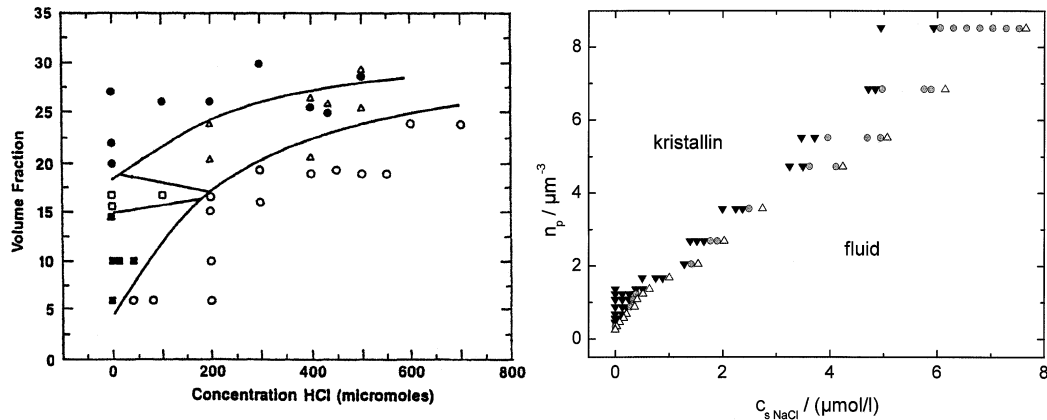 35
30
25
20
15
10
5
0
Volume Fraction
0 200 400 600 800
Concentration HCl (micromoles)
8
6
4
2
0
n_p / µm⁻³
kristallin
fluid
0 2 4 6 8
c_s NaCl / (µmol/l)